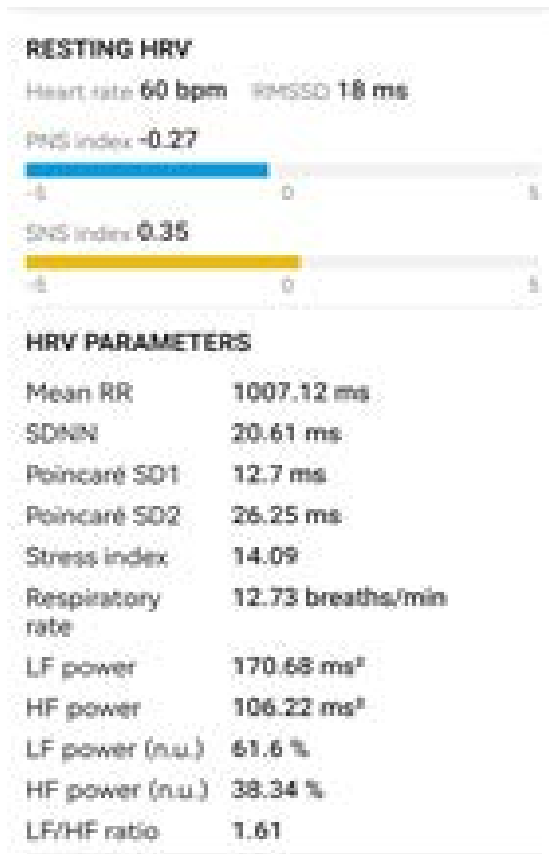 RESTING HRV
Heart rate 60 bpm RMSSD 18 ms
PNS index -0.27
-5 0 5
SNS index 0.35
-5 0 5
HRV PARAMETERS
Mean RR 1007.12 ms
SDNN 20.61 ms
Poincaré SD1 12.7 ms
Poincaré SD2 26.25 ms
Stress index 14.09
Respiratory 12.73 breaths/min
rate
LF power 170.68 ms²
HF power 106.22 ms²
LF power (n.u.) 61.6 %
HF power (n.u.) 38.34 %
LF/HF ratio 1.61